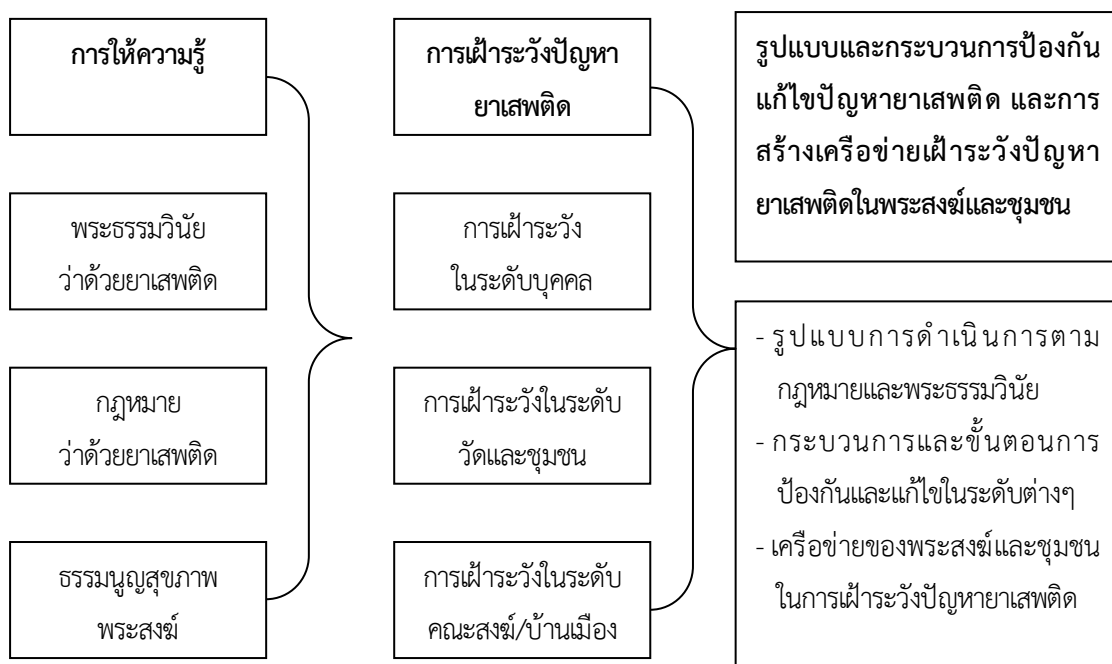 การให้ความรู้
พระธรรมวินัย
ว่าด้วยยาเสพติด
กฎหมาย
ว่าด้วยยาเสพติด
ธรรมนูญสุขภาพ
พระสงฆ์
การเฝ้าระวังปัญหา
ยาเสพติด
การเฝ้าระวัง
ในระดับบุคคล
การเฝ้าระวังในระดับ
วัดและชุมชน
การเฝ้าระวังในระดับ
คณะสงฆ์/บ้านเมือง
รูปแบบและกระบวนการป้องกัน
แก้ไขปัญหายาเสพติด และการ
สร้างเครือข่ายเฝ้าระวังปัญหา
ยาเสพติดในพระสงฆ์และชุมชน
- รูปแบบการดำเนินการตาม
กฎหมายและพระธรรมวินัย
- กระบวนการและขั้นตอนการ
ป้องกันและแก้ไขในระดับต่างๆ
- เครือข่ายของพระสงฆ์และชุมชน
ในการเฝ้าระวังปัญหายาเสพติด